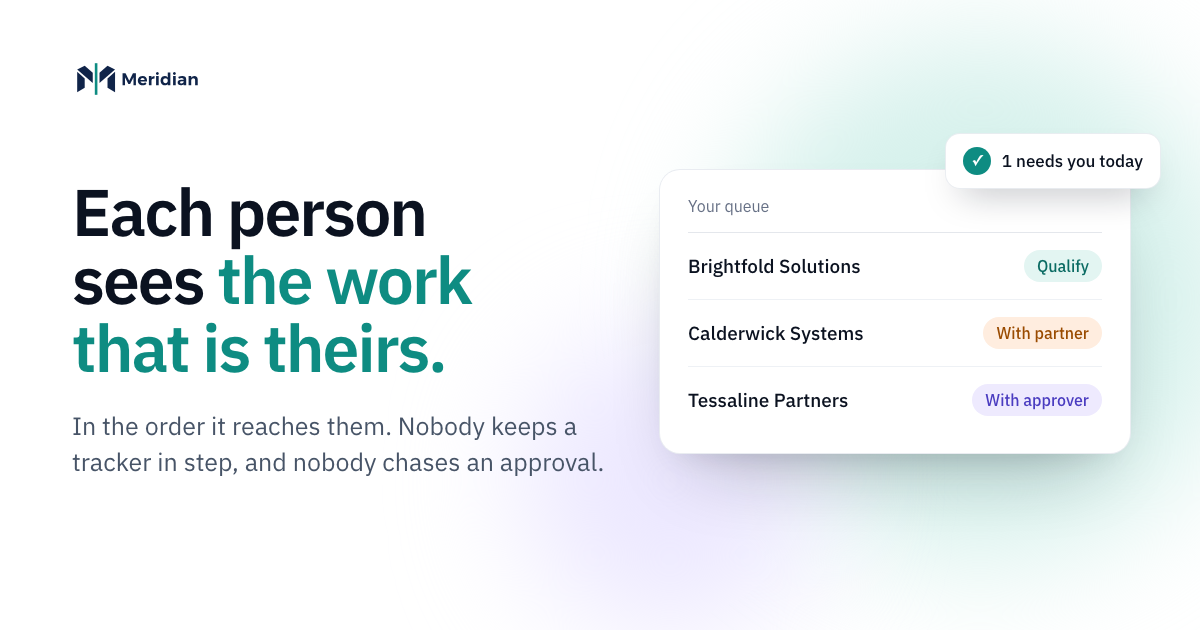 Meridian
Each person
sees the work
that is theirs.
In the order it reaches them. Nobody keeps a
tracker in step, and nobody chases an approval.
1 needs you today
Your queue
Brightfold Solutions
Qualify
Calderwick Systems
With partner
Tessaline Partners
With approver